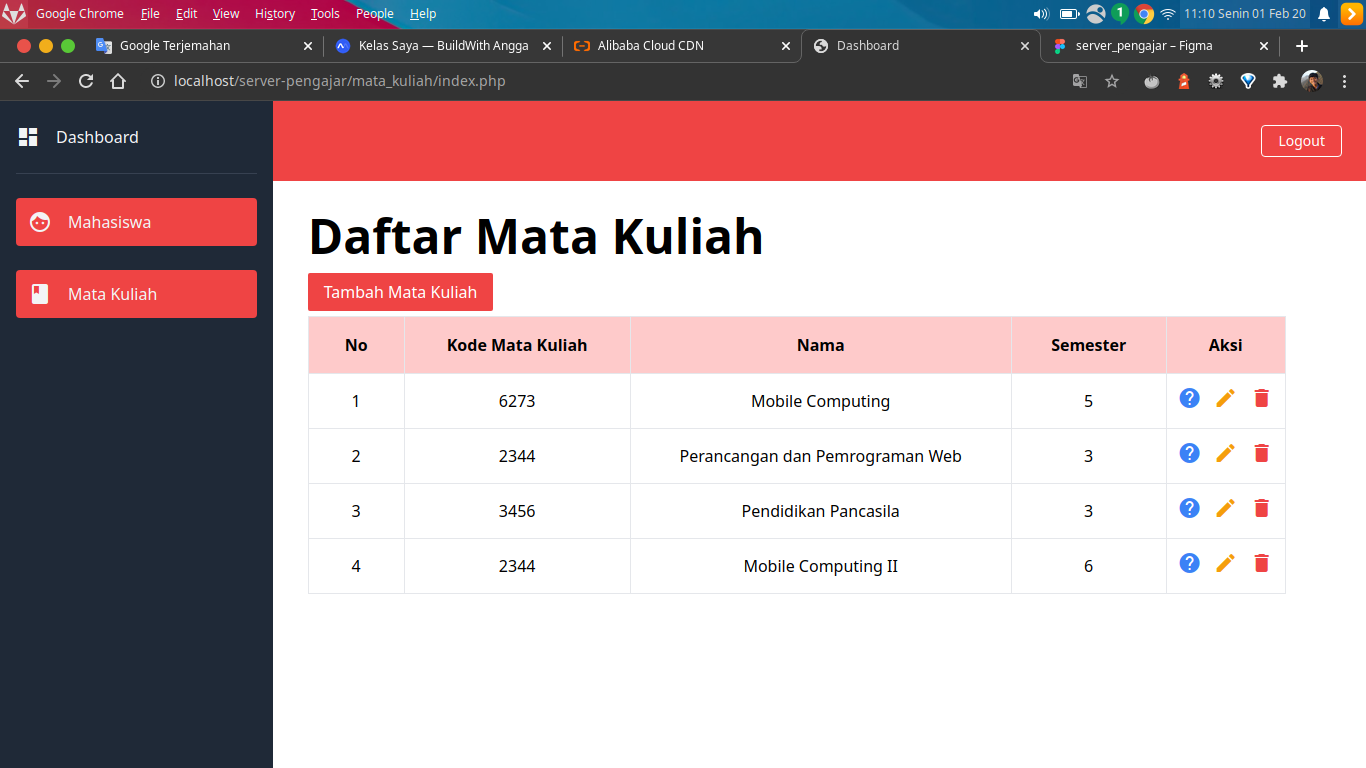 Google Chrome File Edit View History Tools People Help 1 11:10 Senin 01 Feb 20
Google Terjemahan Kelas Saya — BuildWith Angga Alibaba Cloud CDN Dashboard server_pengajar – Figma
localhost/server-pengajar/mata_kuliah/index.php
Dashboard
Logout
Mahasiswa
Mata Kuliah
Daftar Mata Kuliah
Tambah Mata Kuliah
No Kode Mata Kuliah Nama Semester Aksi
1 6273 Mobile Computing 5
2 2344 Perancangan dan Pemrograman Web 3
3 3456 Pendidikan Pancasila 3
4 2344 Mobile Computing II 6